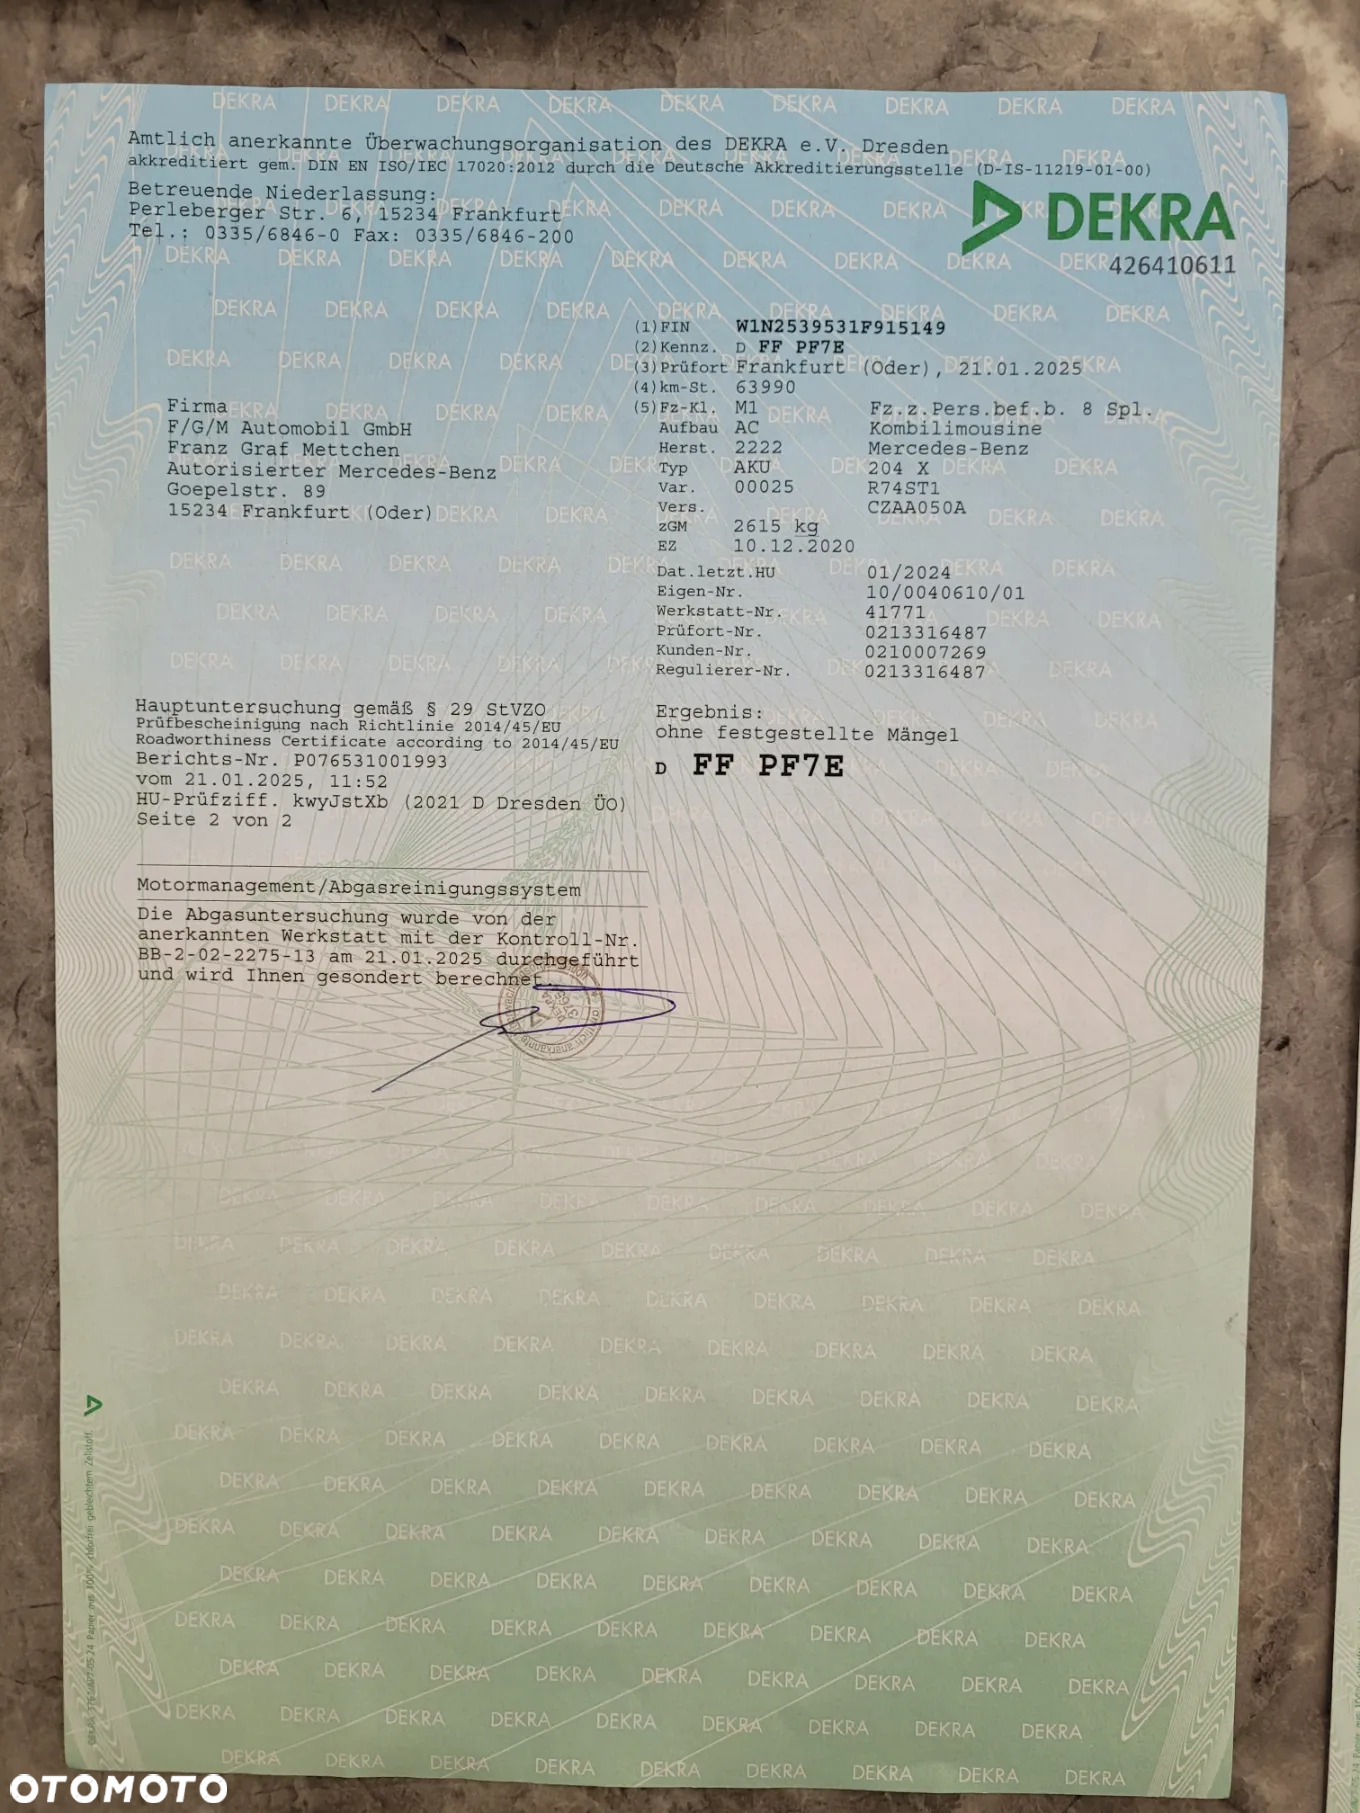 Amtlich anerkannte Überwachungsorganisation des DEKRA e.V. Dresden
akkreditiert gem. DIN EN ISO/IEC 17020:2012 durch die Deutsche Akkreditierungsstelle (D-IS-11219-01-00)
Betreuende Niederlassung:
Perleberger Str. 6, 15234 Frankfurt
Tel.: 0335/6846-0 Fax: 0335/6846-200
DEKRA
426410611
(1) FIN W1N2539531F915149
(2) Kennz. D FF PF7E
(3) Prüfort Frankfurt (Oder), 21.01.2025
(4) km-St. 63990
(5) Fz-Kl. M1 Fz.z.Pers.bef.b. 8 Spl.
Aufbau AC Kombilimousine
Herst. 2222 Mercedes-Benz
Typ AKU 204 X
Var. 00025 R74ST1
Vers. CZAA050A
zGM 2615 kg
EZ 10.12.2020
Dat.letzt.HU 01/2024
Eigen-Nr. 10/0040610/01
Werkstatt-Nr. 41771
Prüfort-Nr. 0213316487
Kunden-Nr. 0210007269
Regulierer-Nr. 0213316487
Firma
F/G/M Automobil GmbH
Franz Graf Mettchen
Autorisierter Mercedes-Benz
Goepelstr. 89
15234 Frankfurt (Oder)
Hauptuntersuchung gemäß § 29 StVZO
Prüfbescheinigung nach Richtlinie 2014/45/EU
Roadworthiness Certificate according to 2014/45/EU
Berichts-Nr. P076531001993
vom 21.01.2025, 11:52
HU-Prüfziff. kwyJstXb (2021 D Dresden ÜO)
Seite 2 von 2
Ergebnis:
ohne festgestellte Mängel
D FF PF7E
Motormanagement/Abgasreinigungssystem
Die Abgasuntersuchung wurde von der
anerkannten Werkstatt mit der Kontroll-Nr.
BB-2-02-2275-13 am 21.01.2025 durchgeführt
und wird Ihnen gesondert berechnet.
OTOMOTO